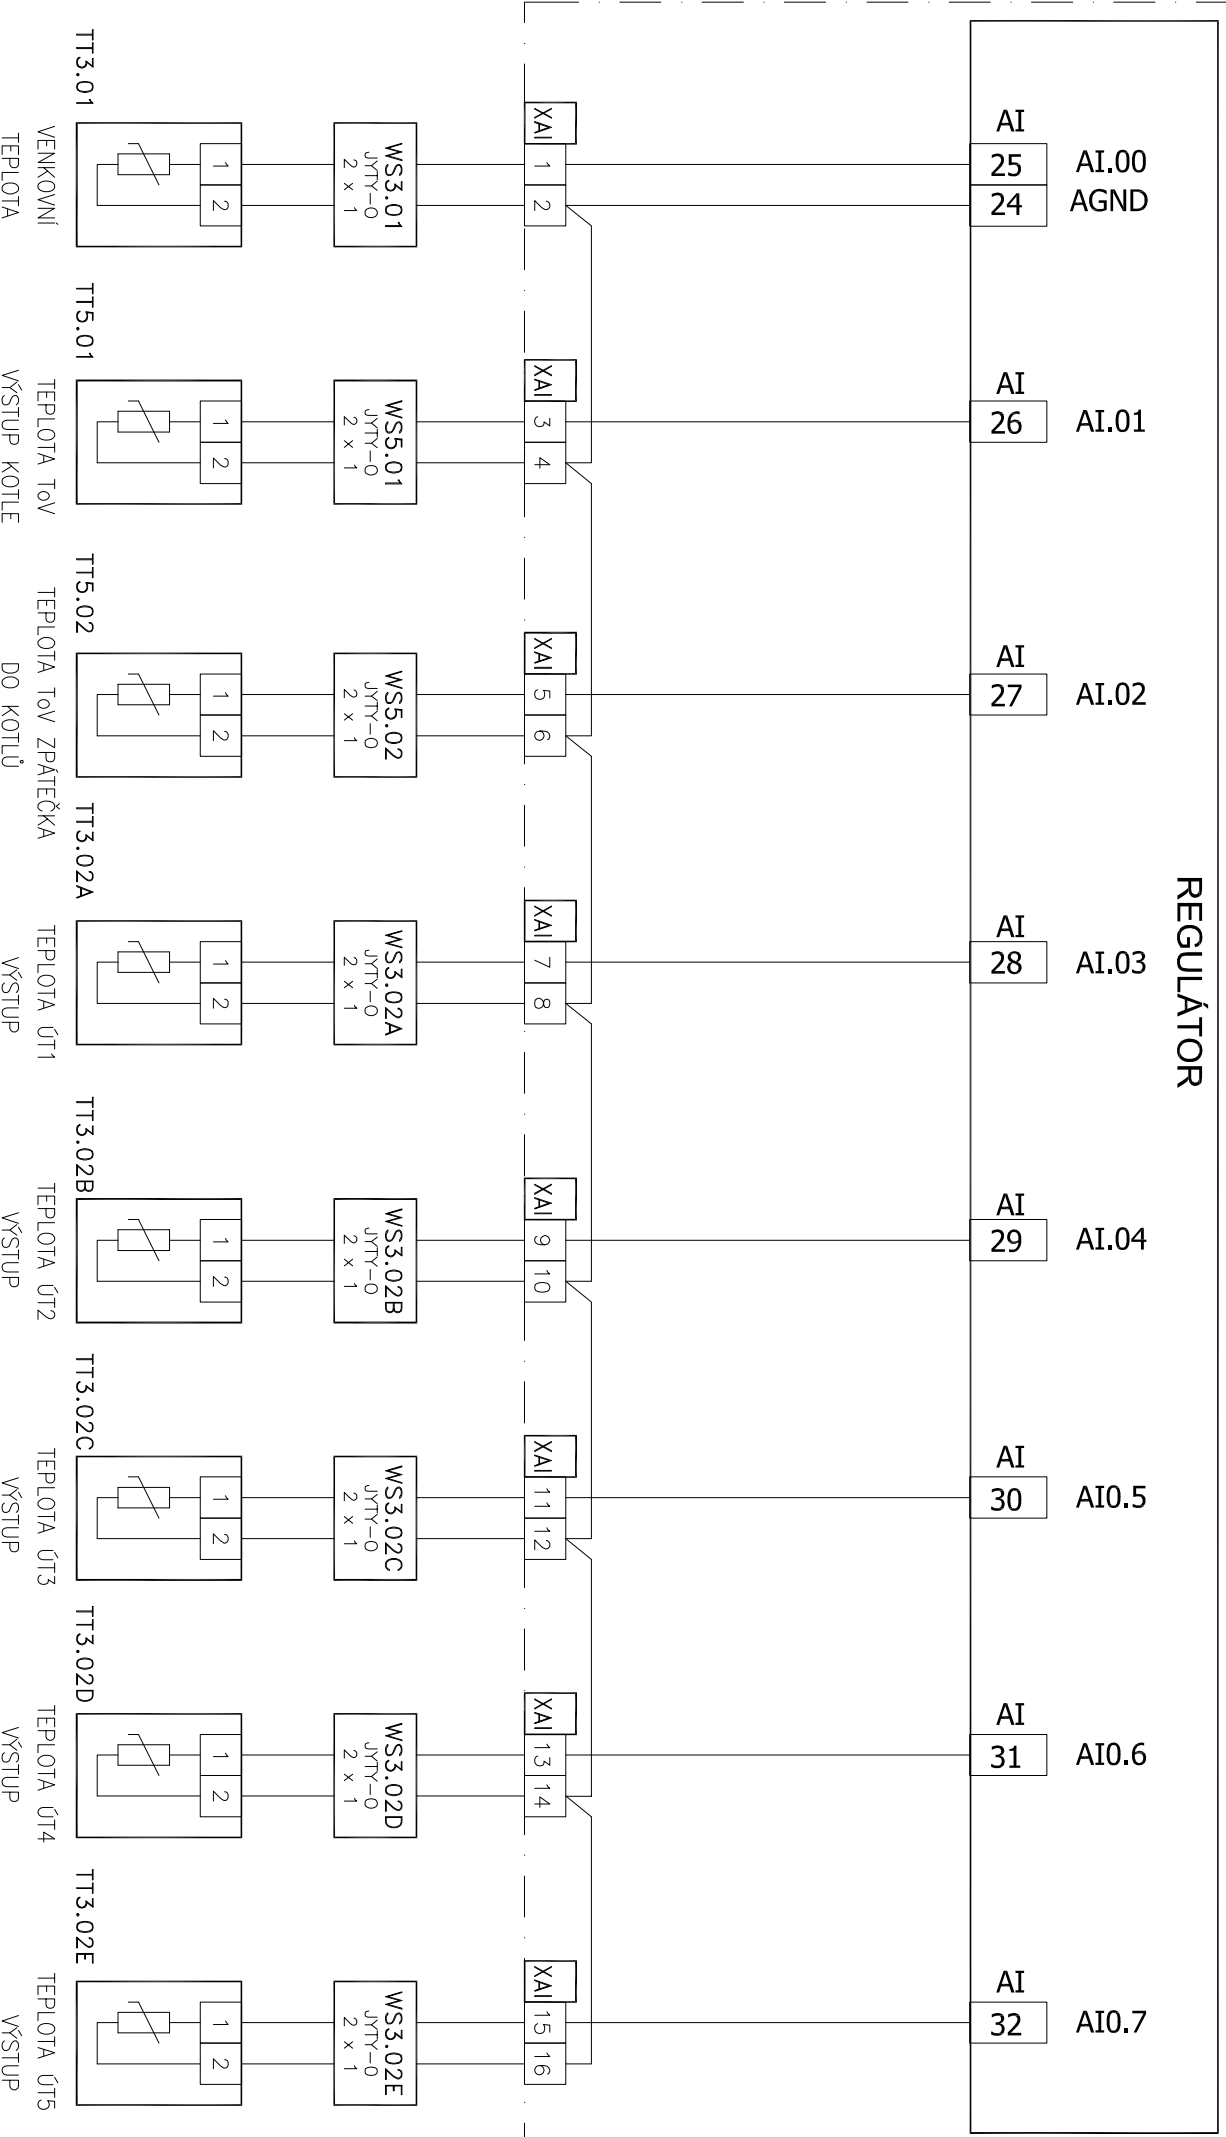 REGULÁTOR
AI
25 AI.00
24 AGND
XAI
1
2
WS3.01
JYTY-O
2 x 1
1
2
TT3.01
VENKOVNÍ
TEPLOTA
AI
26 AI.01
XAI
3
4
WS5.01
JYTY-O
2 x 1
1
2
TT5.01
TEPLOTA ToV
VÝSTUP KOTLE
AI
27 AI.02
XAI
5
6
WS5.02
JYTY-O
2 x 1
1
2
TT5.02
TEPLOTA ToV ZPÁTEČKA
DO KOTLŮ
AI
28 AI.03
XAI
7
8
WS3.02A
JYTY-O
2 x 1
1
2
TT3.02A
TEPLOTA ÚT1
VÝSTUP
AI
29 AI.04
XAI
9
10
WS3.02B
JYTY-O
2 x 1
1
2
TT3.02B
TEPLOTA ÚT2
VÝSTUP
AI
30 AI0.5
XAI
11
12
WS3.02C
JYTY-O
2 x 1
1
2
TT3.02C
TEPLOTA ÚT3
VÝSTUP
AI
31 AI0.6
XAI
13
14
WS3.02D
JYTY-O
2 x 1
1
2
TT3.02D
TEPLOTA ÚT4
VÝSTUP
AI
32 AI0.7
XAI
15
16
WS3.02E
JYTY-O
2 x 1
1
2
TT3.02E
TEPLOTA ÚT5
VÝSTUP